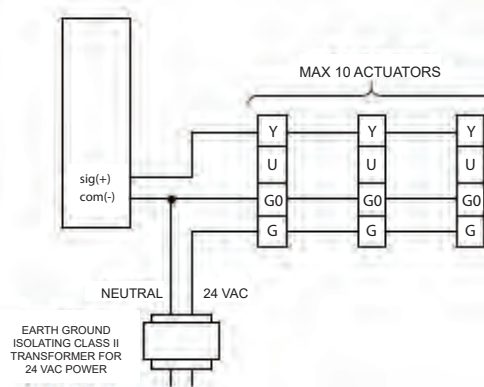 MAX 10 ACTUATORS
Y Y Y
U U U
sig(+)
com(-)
G0 G0 G0
G G G
NEUTRAL 24 VAC
EARTH GROUND
ISOLATING CLASS II
TRANSFORMER FOR
24 VAC POWER